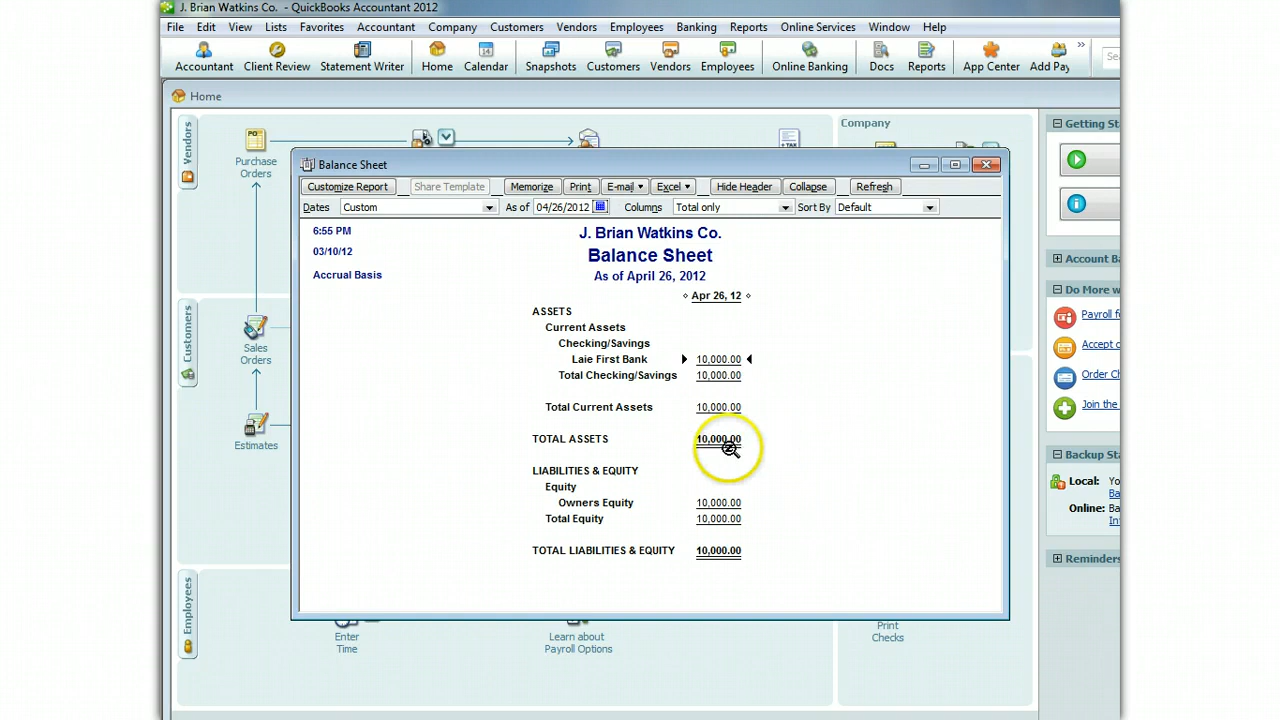 J. Brian Watkins Co. - QuickBooks Accountant 2012
File Edit View Lists Favorites Accountant Company Customers Vendors Employees Banking Reports Online Services Window Help
Accountant Client Review Statement Writer Home Calendar Snapshots Customers Vendors Employees Online Banking Docs Reports App Center Add Pay
Home
Vendors
Purchase
Orders
Company
Getting St
Balance Sheet
Customize Report Share Template Memorize Print E-mail Excel Hide Header Collapse Refresh
Dates Custom As of 04/26/2012 Columns Total only Sort By Default
6:55 PM
03/10/12
Accrual Basis
J. Brian Watkins Co.
Balance Sheet
As of April 26, 2012
Apr 26, 12
ASSETS
Current Assets
Checking/Savings
Laie First Bank 10,000.00
Total Checking/Savings 10,000.00
Total Current Assets 10,000.00
TOTAL ASSETS 10,000.00
LIABILITIES & EQUITY
Equity
Owners Equity 10,000.00
Total Equity 10,000.00
TOTAL LIABILITIES & EQUITY 10,000.00
Customers
Sales
Orders
Estimates
Employees
Enter
Time
Learn about
Payroll Options
Print
Checks
Account Ba
Do More w
Payroll f
Accept c
Order Ch
Join the
Backup Sta
Local: Yo
Ba
Online: Ba
Int
Reminders